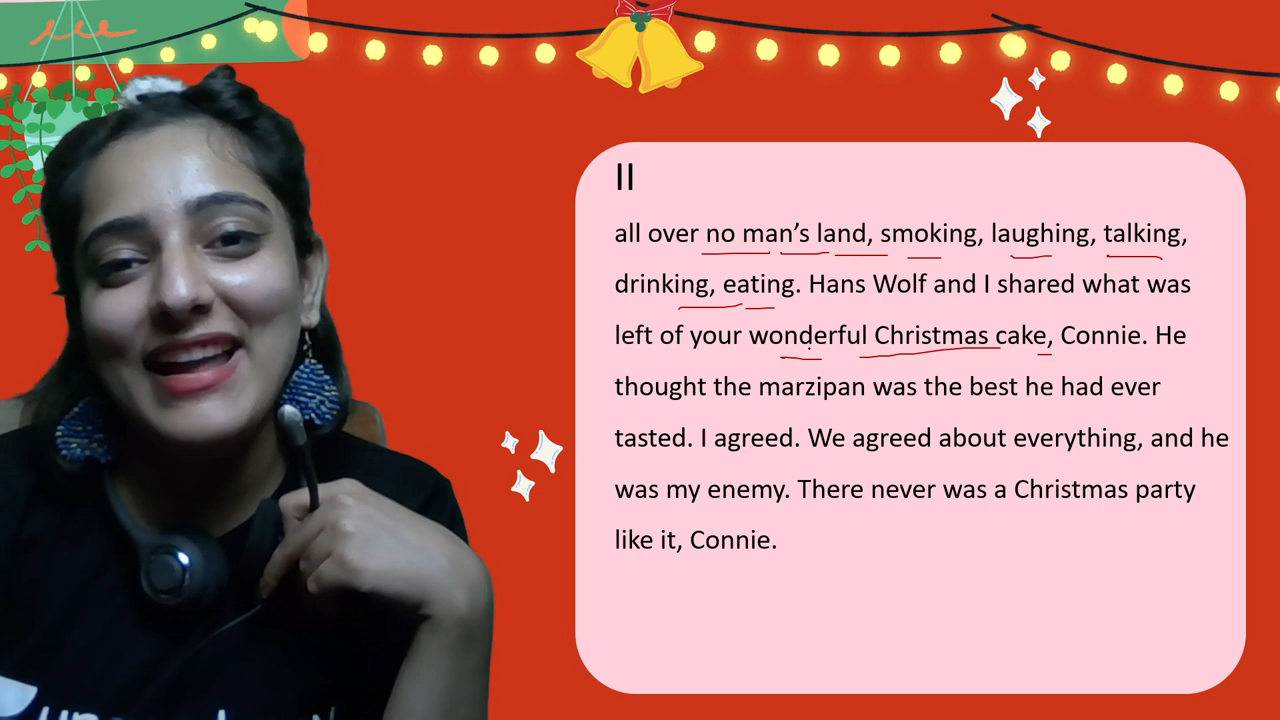 II
all over no man's land, smoking, laughing, talking,
drinking, eating. Hans Wolf and I shared what was
left of your wonderful Christmas cake, Connie. He
thought the marzipan was the best he had ever
tasted. I agreed. We agreed about everything, and he
was my enemy. There never was a Christmas party
like it, Connie.